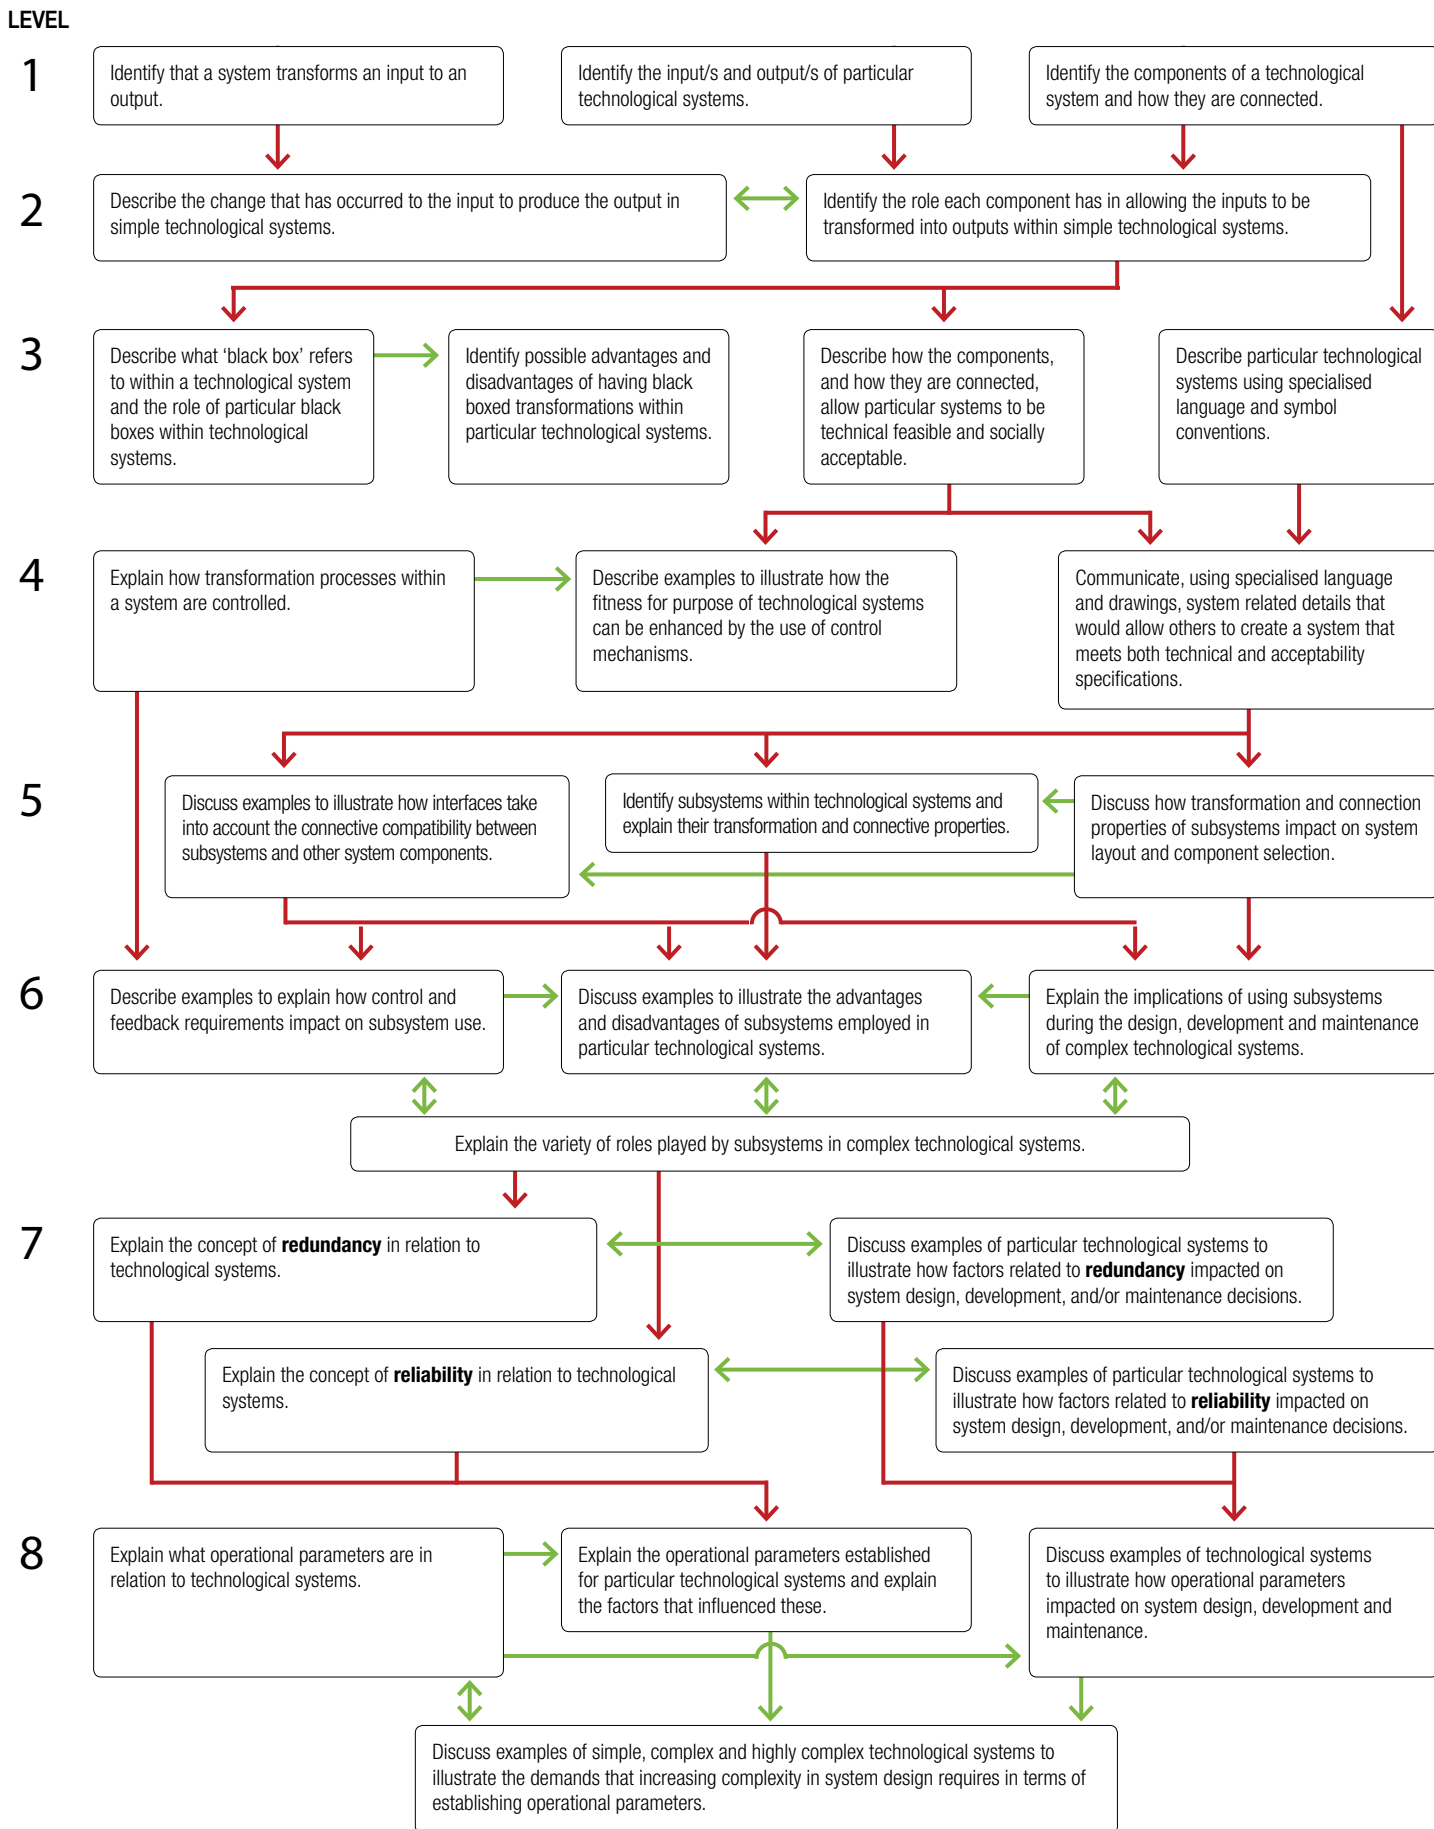 LEVEL
1
Identify that a system transforms an input to an
output.
Identify the input/s and output/s of particular
technological systems.
Identify the components of a technological
system and how they are connected.
2
Describe the change that has occurred to the input to produce the output in
simple technological systems.
Identify the role each component has in allowing the inputs to be
transformed into outputs within simple technological systems.
3
Describe what ‘black box’ refers
to within a technological system
and the role of particular black
boxes within technological
systems.
Identify possible advantages and
disadvantages of having black
boxed transformations within
particular technological systems.
Describe how the components,
and how they are connected,
allow particular systems to be
technical feasible and socially
acceptable.
Describe particular technological
systems using specialised
language and symbol
conventions.
4
Explain how transformation processes within
a system are controlled.
Describe examples to illustrate how the
fitness for purpose of technological systems
can be enhanced by the use of control
mechanisms.
Communicate, using specialised language
and drawings, system related details that
would allow others to create a system that
meets both technical and acceptability
specifications.
5
Discuss examples to illustrate how interfaces take
into account the connective compatibility between
subsystems and other system components.
Identify subsystems within technological systems and
explain their transformation and connective properties.
Discuss how transformation and connection
properties of subsystems impact on system
layout and component selection.
6
Describe examples to explain how control and
feedback requirements impact on subsystem use.
Discuss examples to illustrate the advantages
and disadvantages of subsystems employed in
particular technological systems.
Explain the implications of using subsystems
during the design, development and maintenance
of complex technological systems.
Explain the variety of roles played by subsystems in complex technological systems.
7
Explain the concept of redundancy in relation to
technological systems.
Discuss examples of particular technological systems to
illustrate how factors related to redundancy impacted on
system design, development, and/or maintenance decisions.
Explain the concept of reliability in relation to technological
systems.
Discuss examples of particular technological systems to
illustrate how factors related to reliability impacted on
system design, development, and/or maintenance decisions.
8
Explain what operational parameters are in
relation to technological systems.
Explain the operational parameters established
for particular technological systems and explain
the factors that influenced these.
Discuss examples of technological systems
to illustrate how operational parameters
impacted on system design, development and
maintenance.
Discuss examples of simple, complex and highly complex technological systems to
illustrate the demands that increasing complexity in system design requires in terms of
establishing operational parameters.